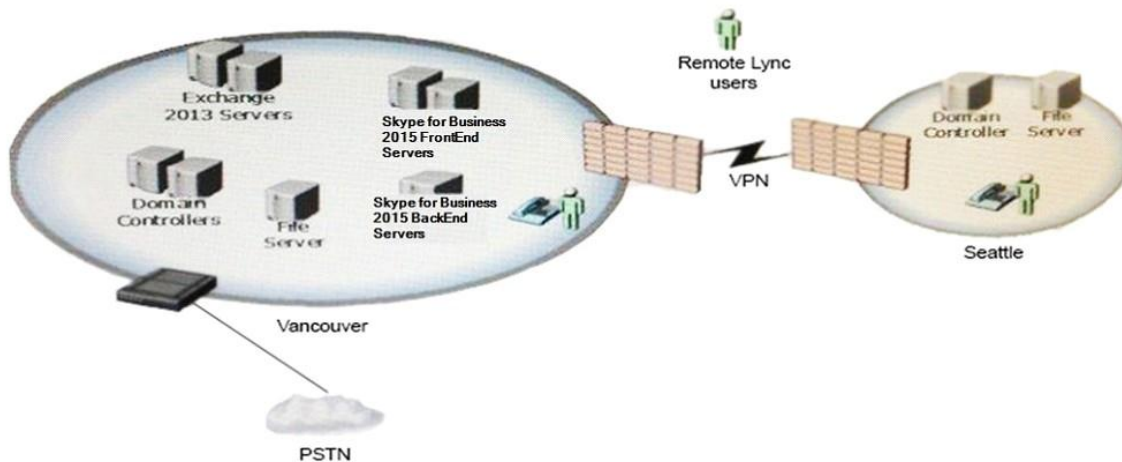 Exchange
2013 Servers
Skype for Business
2015 FrontEnd
Servers
Domain
Controllers
File
Server
Skype for Business
2015 BackEnd
Servers
Vancouver
PSTN
Remote Lync
users
VPN
Domain
Controller
File
Server
Seattle